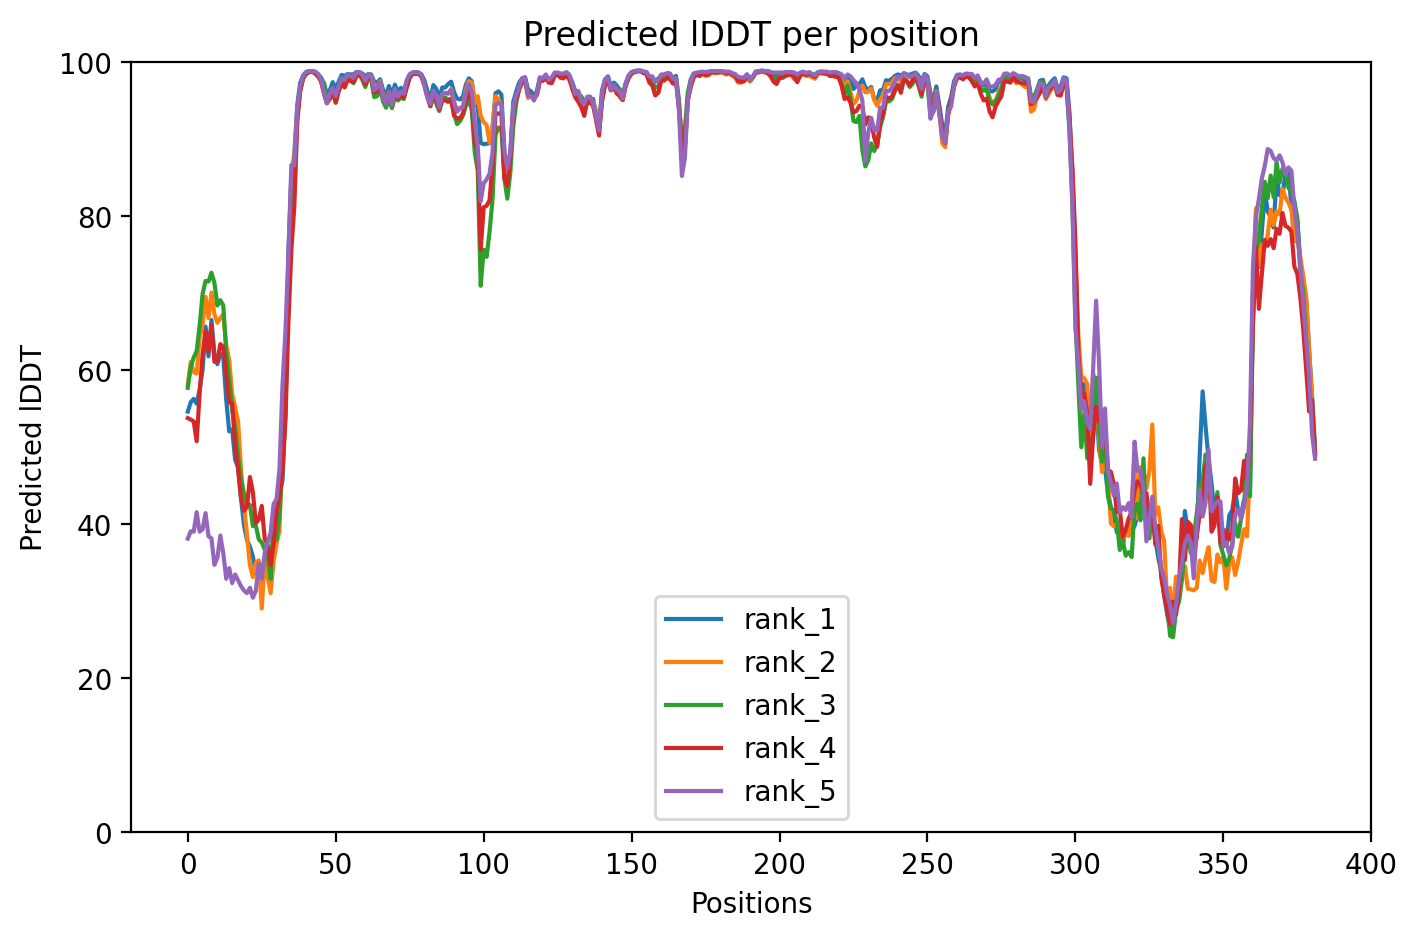 Predicted lDDT per position
Predicted lDDT
100
80
60
40
20
0
0 50 100 150 200 250 300 350 400
Positions
rank_1
rank_2
rank_3
rank_4
rank_5